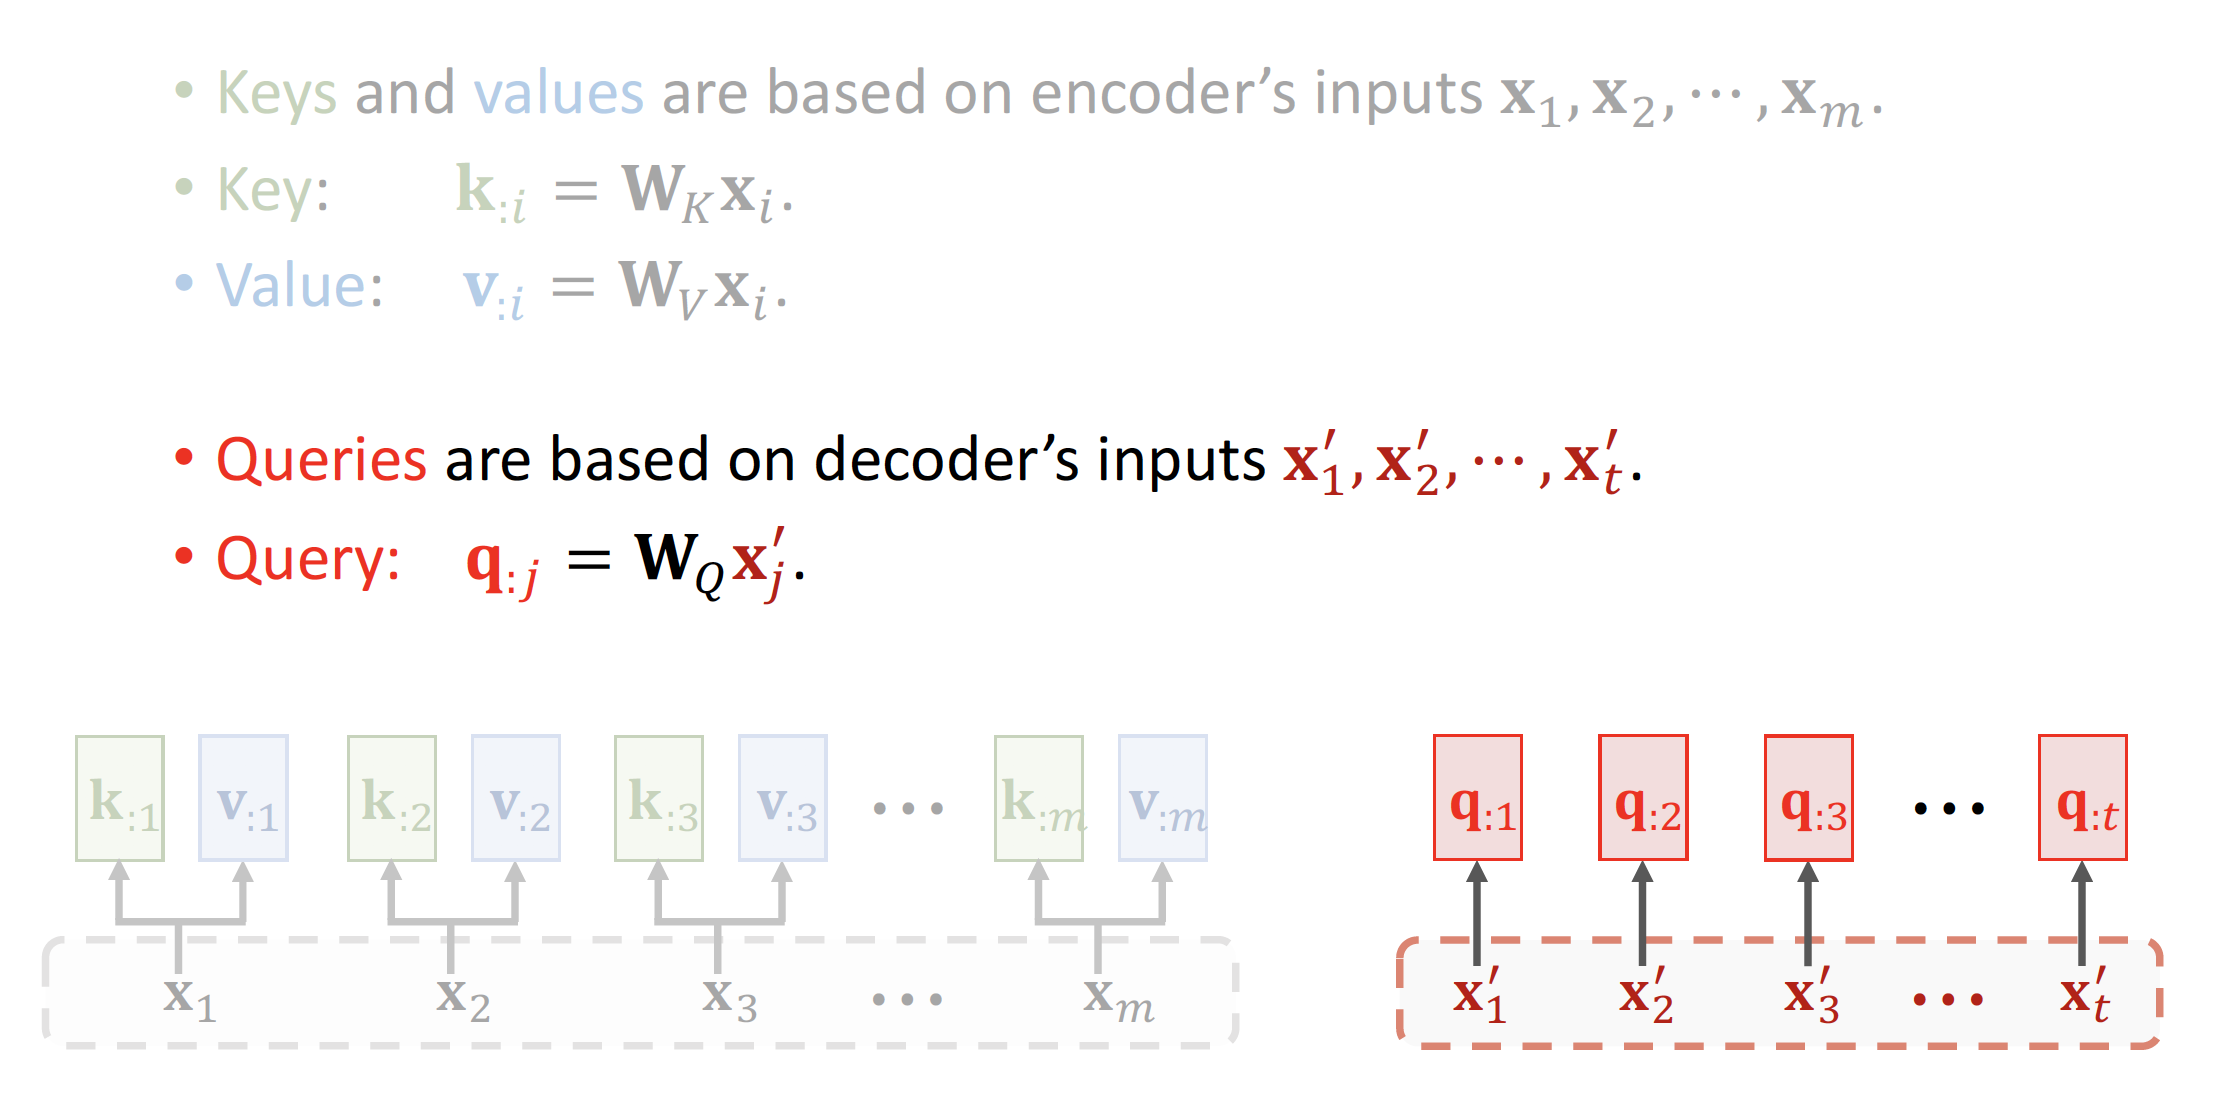 • Keys and values are based on encoder’s inputs 𝐱₁, 𝐱₂, ⋯, 𝐱ₘ.
• Key: 𝐤:ᵢ = 𝐖_K 𝐱ᵢ.
• Value: 𝐯:ᵢ = 𝐖_V 𝐱ᵢ.
• Queries are based on decoder’s inputs 𝐱′₁, 𝐱′₂, ⋯, 𝐱′ₜ.
• Query: 𝐪:ⱼ = 𝐖_Q 𝐱′ⱼ.
𝐤:₁ 𝐯:₁ 𝐤:₂ 𝐯:₂ 𝐤:₃ 𝐯:₃ ⋯ 𝐤:ₘ 𝐯:ₘ 𝐪:₁ 𝐪:₂ 𝐪:₃ ⋯ 𝐪:ₜ
𝐱₁ 𝐱₂ 𝐱₃ ⋯ 𝐱ₘ 𝐱′₁ 𝐱′₂ 𝐱′₃ ⋯ 𝐱′ₜ